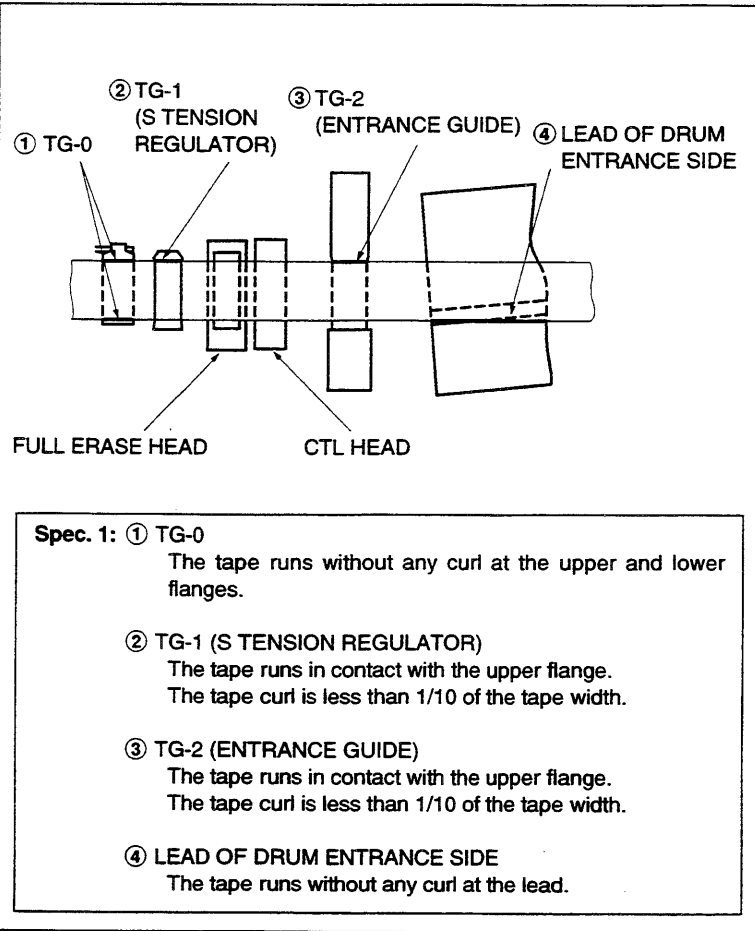 ② TG-1
(S TENSION
REGULATOR)
③ TG-2
(ENTRANCE GUIDE)
① TG-0
④ LEAD OF DRUM
ENTRANCE SIDE
FULL ERASE HEAD
CTL HEAD
Spec. 1: ① TG-0
The tape runs without any curl at the upper and lower
flanges.
② TG-1 (S TENSION REGULATOR)
The tape runs in contact with the upper flange.
The tape curl is less than 1/10 of the tape width.
③ TG-2 (ENTRANCE GUIDE)
The tape runs in contact with the upper flange.
The tape curl is less than 1/10 of the tape width.
④ LEAD OF DRUM ENTRANCE SIDE
The tape runs without any curl at the lead.